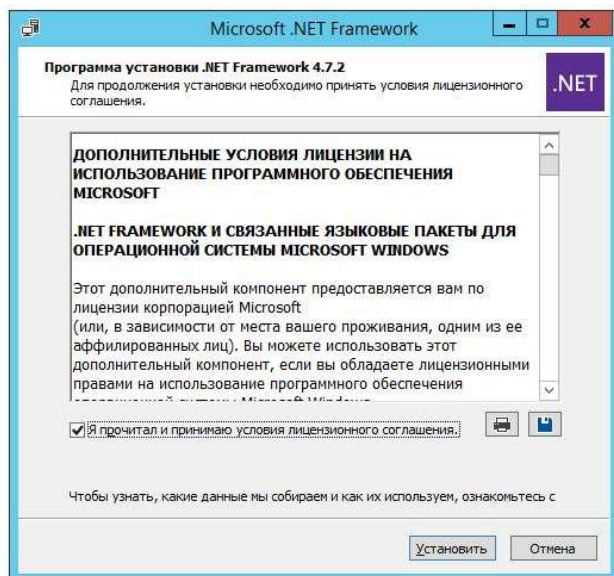 Microsoft .NET Framework
Программа установки .NET Framework 4.7.2
Для продолжения установки необходимо принять условия лицензионного
соглашения.
.NET
ДОПОЛНИТЕЛЬНЫЕ УСЛОВИЯ ЛИЦЕНЗИИ НА
ИСПОЛЬЗОВАНИЕ ПРОГРАММНОГО ОБЕСПЕЧЕНИЯ
MICROSOFT
.NET FRAMEWORK И СВЯЗАННЫЕ ЯЗЫКОВЫЕ ПАКЕТЫ ДЛЯ
ОПЕРАЦИОННОЙ СИСТЕМЫ MICROSOFT WINDOWS
Этот дополнительный компонент предоставляется вам по
лицензии корпорацией Microsoft
(или, в зависимости от места вашего проживания, одним из ее
аффилированных лиц). Вы можете использовать этот
дополнительный компонент, если вы обладаете лицензионными
правами на использование программного обеспечения
Я прочитал и принимаю условия лицензионного соглашения.
Чтобы узнать, какие данные мы собираем и как их используем, ознакомьтесь с
Установить
Отмена